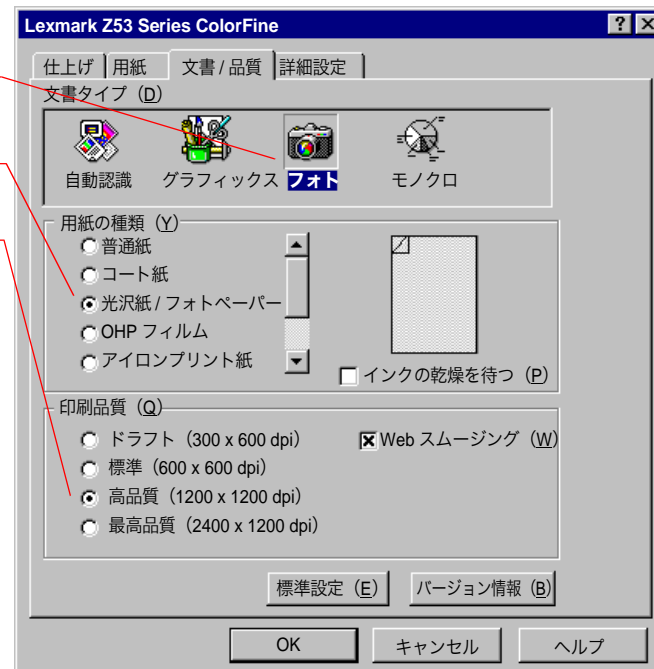 Lexmark Z53 Series ColorFine
仕上げ 用紙 文書 / 品質 詳細設定
文書タイプ（D）
自動認識 グラフィックス フォト モノクロ
用紙の種類（Y）
普通紙
コート紙
光沢紙 / フォトペーパー
OHP フィルム
アイロンプリント紙
インクの乾燥を待つ（P）
印刷品質（Q）
ドラフト（300 x 600 dpi） Web スムージング（W）
標準（600 x 600 dpi）
高品質（1200 x 1200 dpi）
最高品質（2400 x 1200 dpi）
標準設定（E） バージョン情報（B）
OK キャンセル ヘルプ